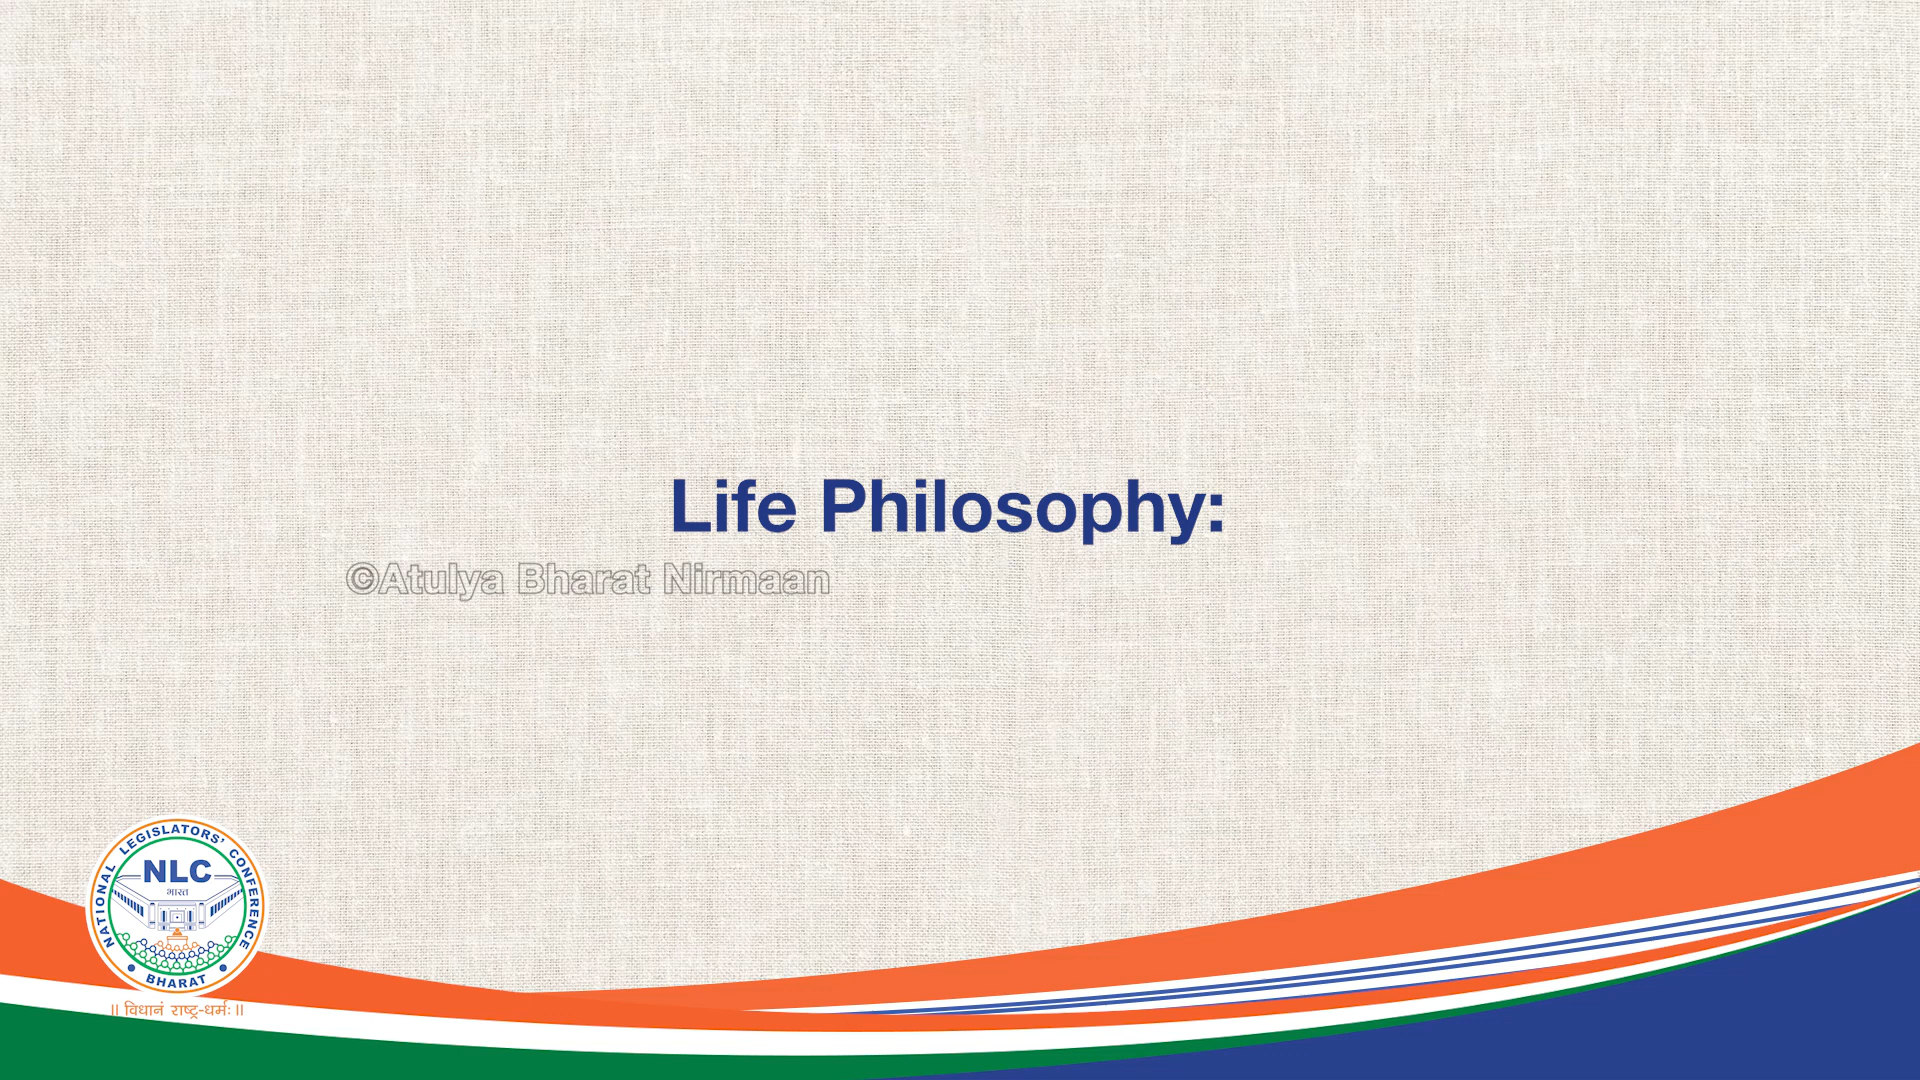 Life Philosophy:
©Atulya Bharat Nirmaan
NATIONAL LEGISLATORS' CONFERENCE
NLC
भारत
BHARAT
॥ विधानं राष्ट्र-धर्मः ॥